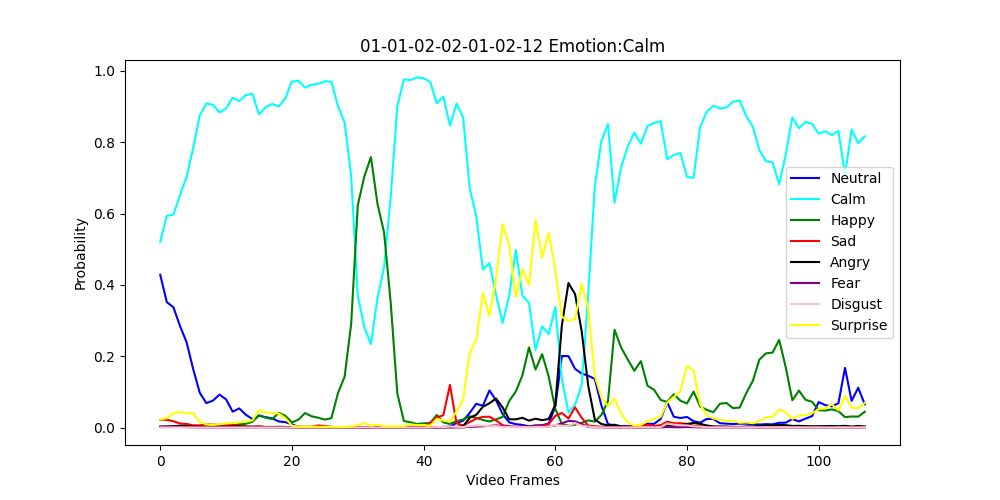 01-01-02-02-01-02-12 Emotion:Calm
1.0
0.8
0.6
0.4
0.2
0.0
Probability
0
20
40
60
80
100
Video Frames
Neutral
Calm
Happy
Sad
Angry
Fear
Disgust
Surprise